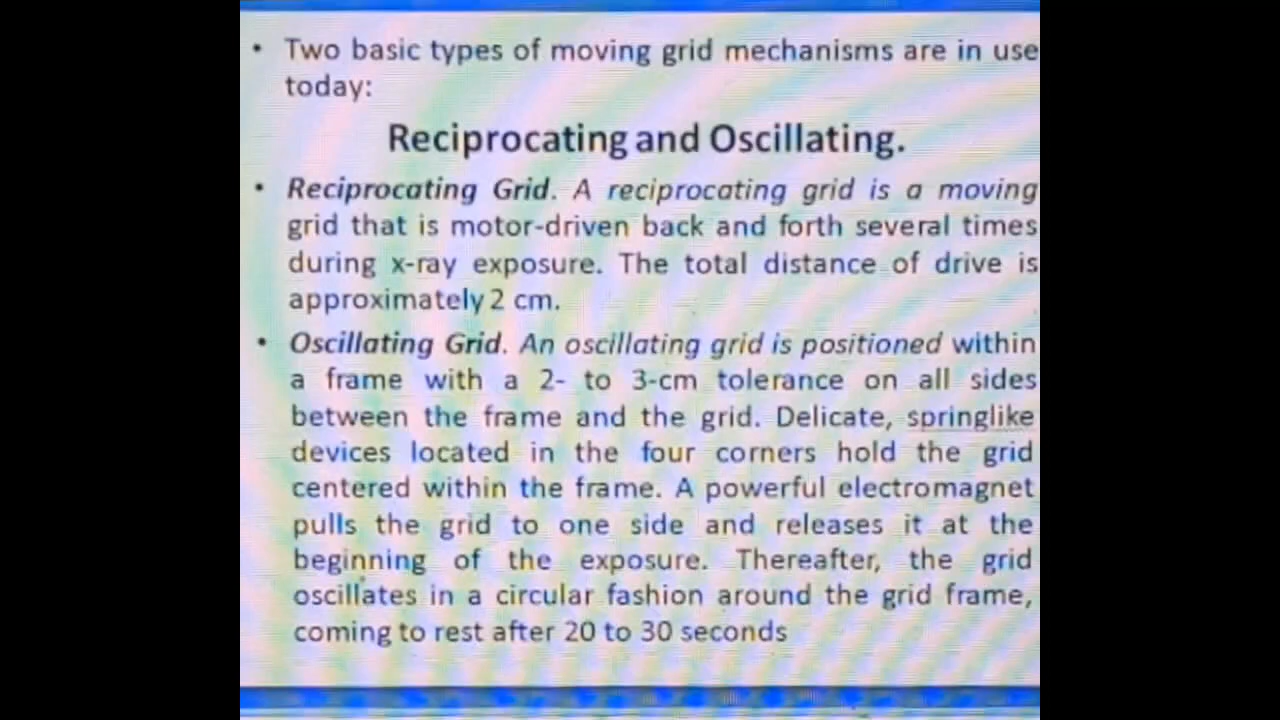 • Two basic types of moving grid mechanisms are in use
today:
Reciprocating and Oscillating.
• Reciprocating Grid. A reciprocating grid is a moving
grid that is motor-driven back and forth several times
during x-ray exposure. The total distance of drive is
approximately 2 cm.
• Oscillating Grid. An oscillating grid is positioned within
a frame with a 2- to 3-cm tolerance on all sides
between the frame and the grid. Delicate, springlike
devices located in the four corners hold the grid
centered within the frame. A powerful electromagnet
pulls the grid to one side and releases it at the
beginning of the exposure. Thereafter, the grid
oscillates in a circular fashion around the grid frame,
coming to rest after 20 to 30 seconds